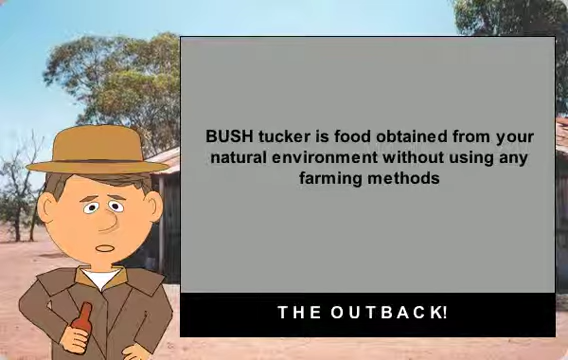 BUSH tucker is food obtained from your
natural environment without using any
farming methods
THE OUTBACK!